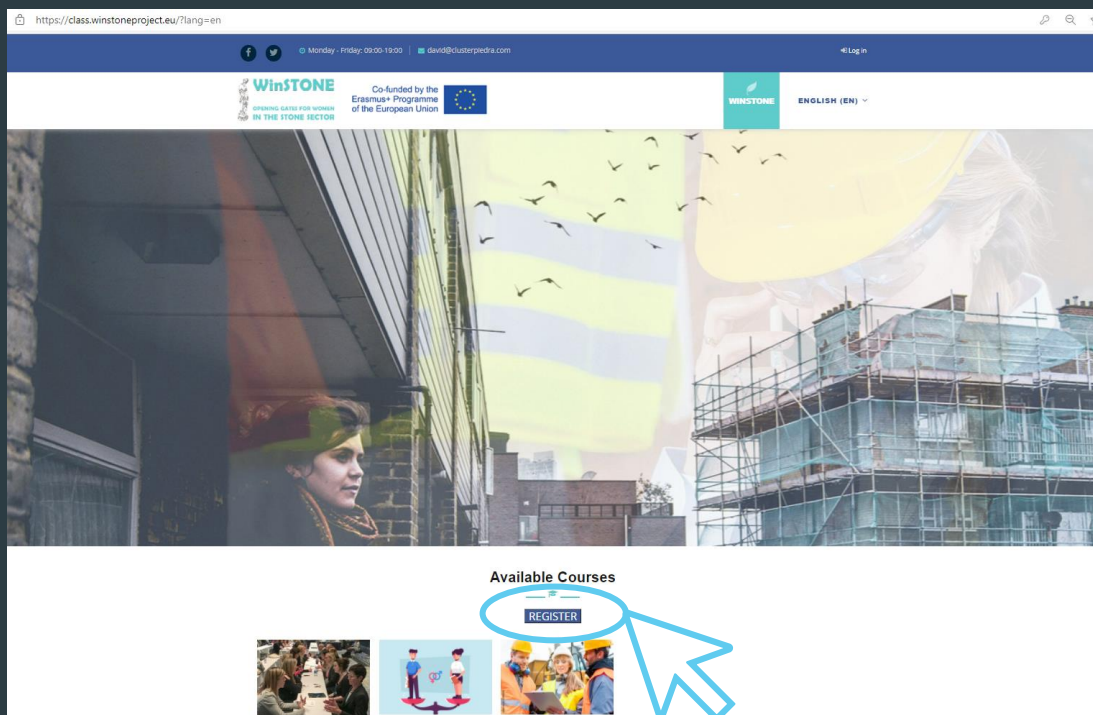 https://class.winstoneproject.eu/?lang=en
Monday - Friday: 09:00-19:00 | david@clusterpiedra.com
Log in
WinSTONE
OPENING GATES FOR WOMEN
IN THE STONE SECTOR
Co-funded by the
Erasmus+ Programme
of the European Union
WINSTONE
ENGLISH (EN)
Available Courses
REGISTER